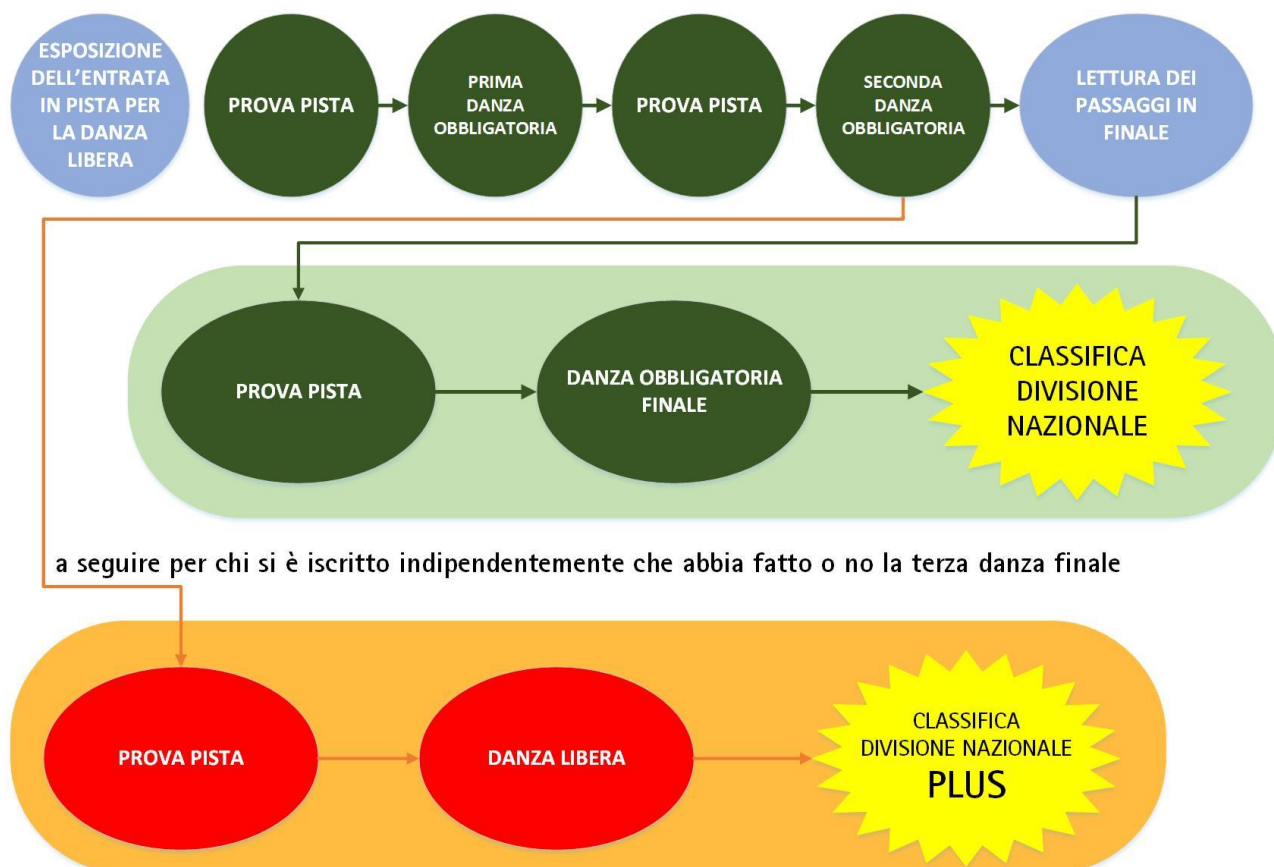 ESPOSIZIONE
DELL'ENTRATA
IN PISTA PER
LA DANZA
LIBERA
PROVA PISTA
PRIMA
DANZA
OBBLIGATORIA
PROVA PISTA
SECONDA
DANZA
OBBLIGATORIA
LETTURA DEI
PASSAGGI IN
FINALE
PROVA PISTA
DANZA OBBLIGATORIA
FINALE
CLASSIFICA
DIVISIONE
NAZIONALE
a seguire per chi si è iscritto indipendentemente che abbia fatto o no la terza danza finale
PROVA PISTA
DANZA LIBERA
CLASSIFICA
DIVISIONE NAZIONALE
PLUS